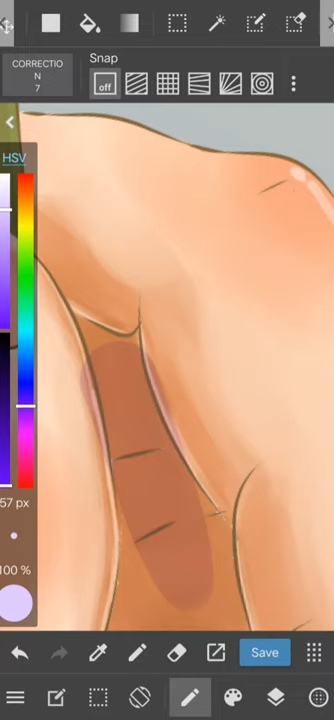 CORRECTIO
N
7
Snap
off
HSV
57 px
100 %
Save